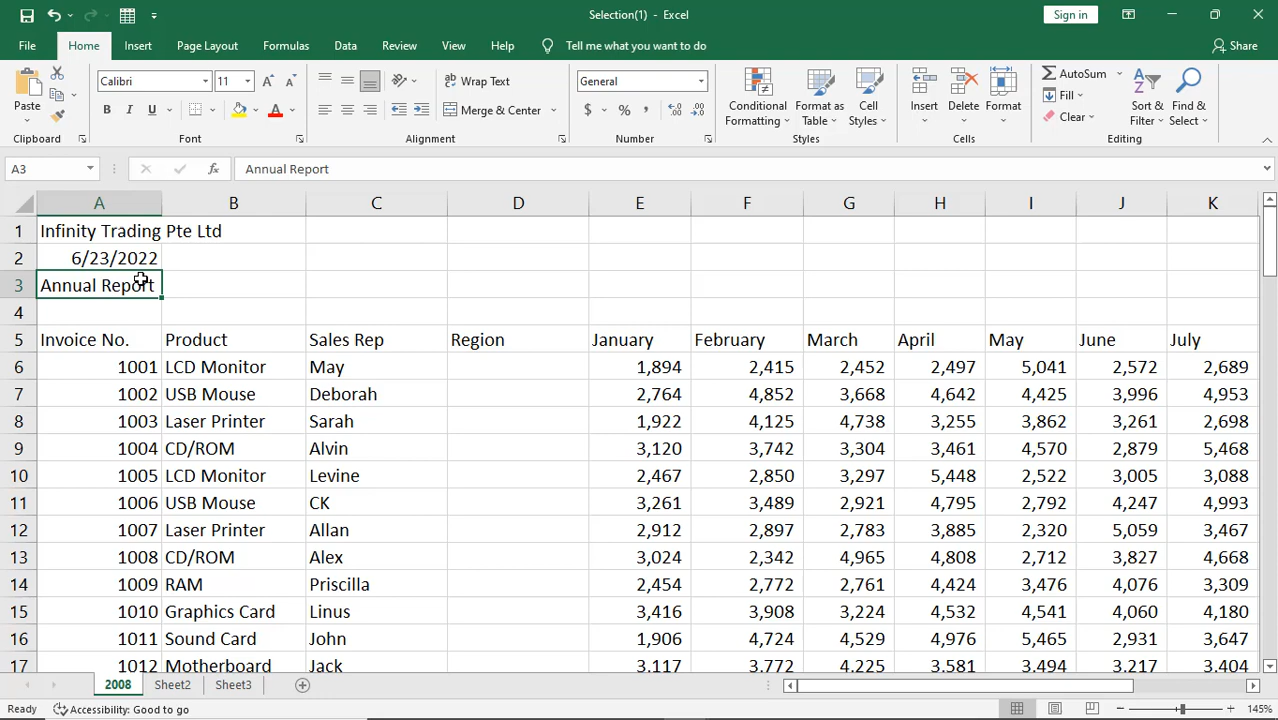 Selection(1) - Excel
Sign in
File Home Insert Page Layout Formulas Data Review View Help Tell me what you want to do Share
Paste
Clipboard
Calibri 11
B I U
Font
Wrap Text
Merge & Center
Alignment
General
$ % ,
Number
Conditional Formatting
Format as Table
Cell Styles
Styles
Insert Delete Format
Cells
AutoSum
Fill
Clear
Sort & Filter
Find & Select
Editing
A3 fx Annual Report
A B C D E F G H I J K
1 Infinity Trading Pte Ltd
2 6/23/2022
3 Annual Report
4
5 Invoice No. Product Sales Rep Region January February March April May June July
6 1001 LCD Monitor May 1,894 2,415 2,452 2,497 5,041 2,572 2,689
7 1002 USB Mouse Deborah 2,764 4,852 3,668 4,642 4,425 3,996 4,953
8 1003 Laser Printer Sarah 1,922 4,125 4,738 3,255 3,862 3,261 2,698
9 1004 CD/ROM Alvin 3,120 3,742 3,304 3,461 4,570 2,879 5,468
10 1005 LCD Monitor Levine 2,467 2,850 3,297 5,448 2,522 3,005 3,088
11 1006 USB Mouse CK 3,261 3,489 2,921 4,795 2,792 4,247 4,993
12 1007 Laser Printer Allan 2,912 2,897 2,783 3,885 2,320 5,059 3,467
13 1008 CD/ROM Alex 3,024 2,342 4,965 4,808 2,712 3,827 4,668
14 1009 RAM Priscilla 2,454 2,772 2,761 4,424 3,476 4,076 3,309
15 1010 Graphics Card Linus 3,416 3,908 3,224 4,532 4,541 4,060 4,180
16 1011 Sound Card John 1,906 4,724 4,529 4,976 5,465 2,931 3,647
17 1012 Motherboard Jack 3,117 3,772 4,225 3,581 3,494 3,217 3,404
2008 Sheet2 Sheet3
Ready Accessibility: Good to go 145%